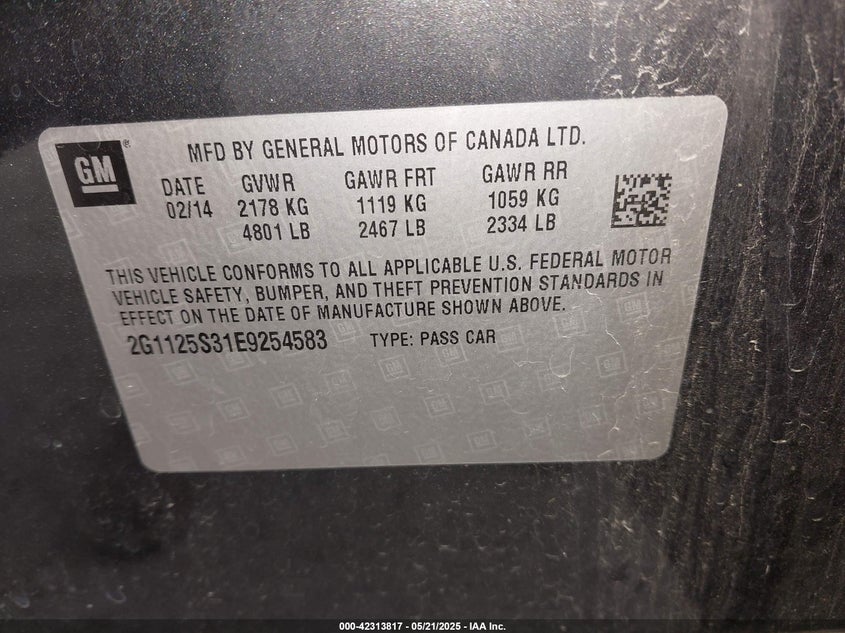 GM
MFD BY GENERAL MOTORS OF CANADA LTD.
DATE GVWR GAWR FRT GAWR RR
02/14 2178 KG 1119 KG 1059 KG
4801 LB 2467 LB 2334 LB
THIS VEHICLE CONFORMS TO ALL APPLICABLE U.S. FEDERAL MOTOR
VEHICLE SAFETY, BUMPER, AND THEFT PREVENTION STANDARDS IN
EFFECT ON THE DATE OF MANUFACTURE SHOWN ABOVE.
2G1125S31E9254583 TYPE: PASS CAR
000-42313817 - 05/21/2025 - IAA Inc.